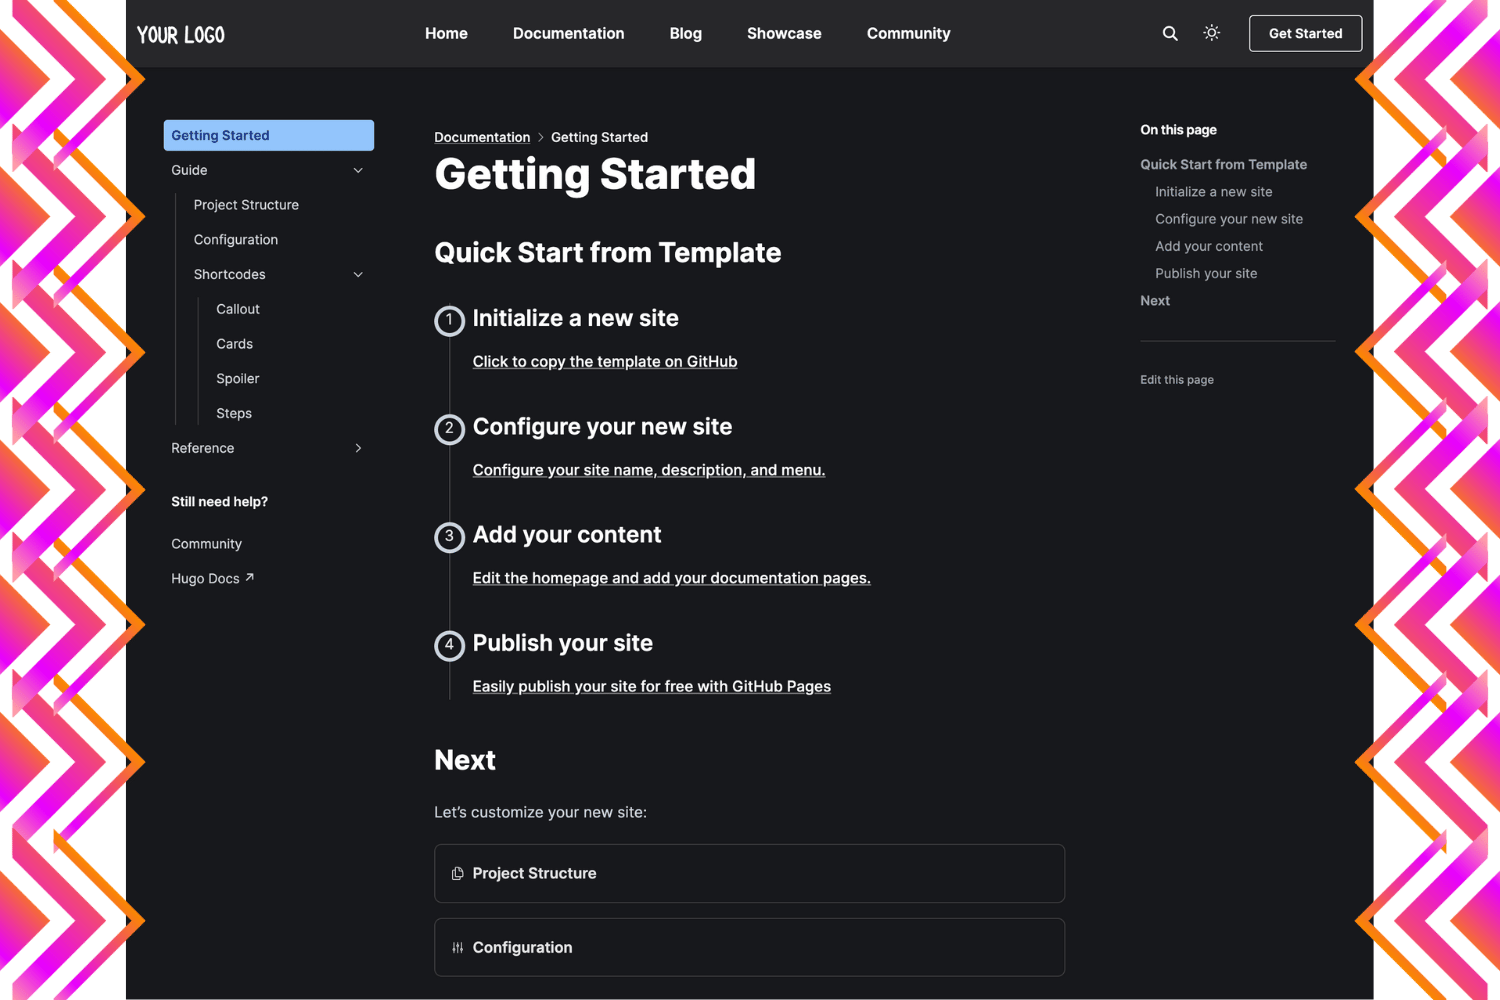 YOUR LOGO
Home
Documentation
Blog
Showcase
Community
Get Started
Getting Started
Guide
Project Structure
Configuration
Shortcodes
Callout
Cards
Spoiler
Steps
Reference
Still need help?
Community
Hugo Docs
Documentation > Getting Started
Getting Started
Quick Start from Template
1 Initialize a new site
Click to copy the template on GitHub
2 Configure your new site
Configure your site name, description, and menu.
3 Add your content
Edit the homepage and add your documentation pages.
4 Publish your site
Easily publish your site for free with GitHub Pages
Next
Let's customize your new site:
Project Structure
Configuration
On this page
Quick Start from Template
Initialize a new site
Configure your new site
Add your content
Publish your site
Next
Edit this page